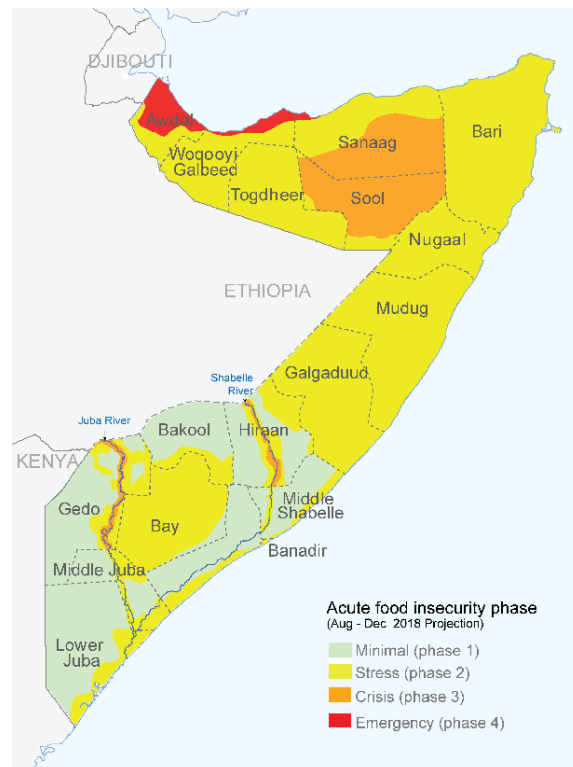 DJIBOUTI
Awdal
Woqooyi
Galbeed
Togdheer
Sanaag
Sool
Bari
Nugaal
ETHIOPIA
Mudug
Galgaduud
Shabelle
River
Juba River
Bakool
Hiraan
KENYA
Gedo
Bay
Middle
Shabelle
Banadir
Middle Juba
Lower
Juba
Acute food insecurity phase
(Aug - Dec 2018 Projection)
Minimal (phase 1)
Stress (phase 2)
Crisis (phase 3)
Emergency (phase 4)